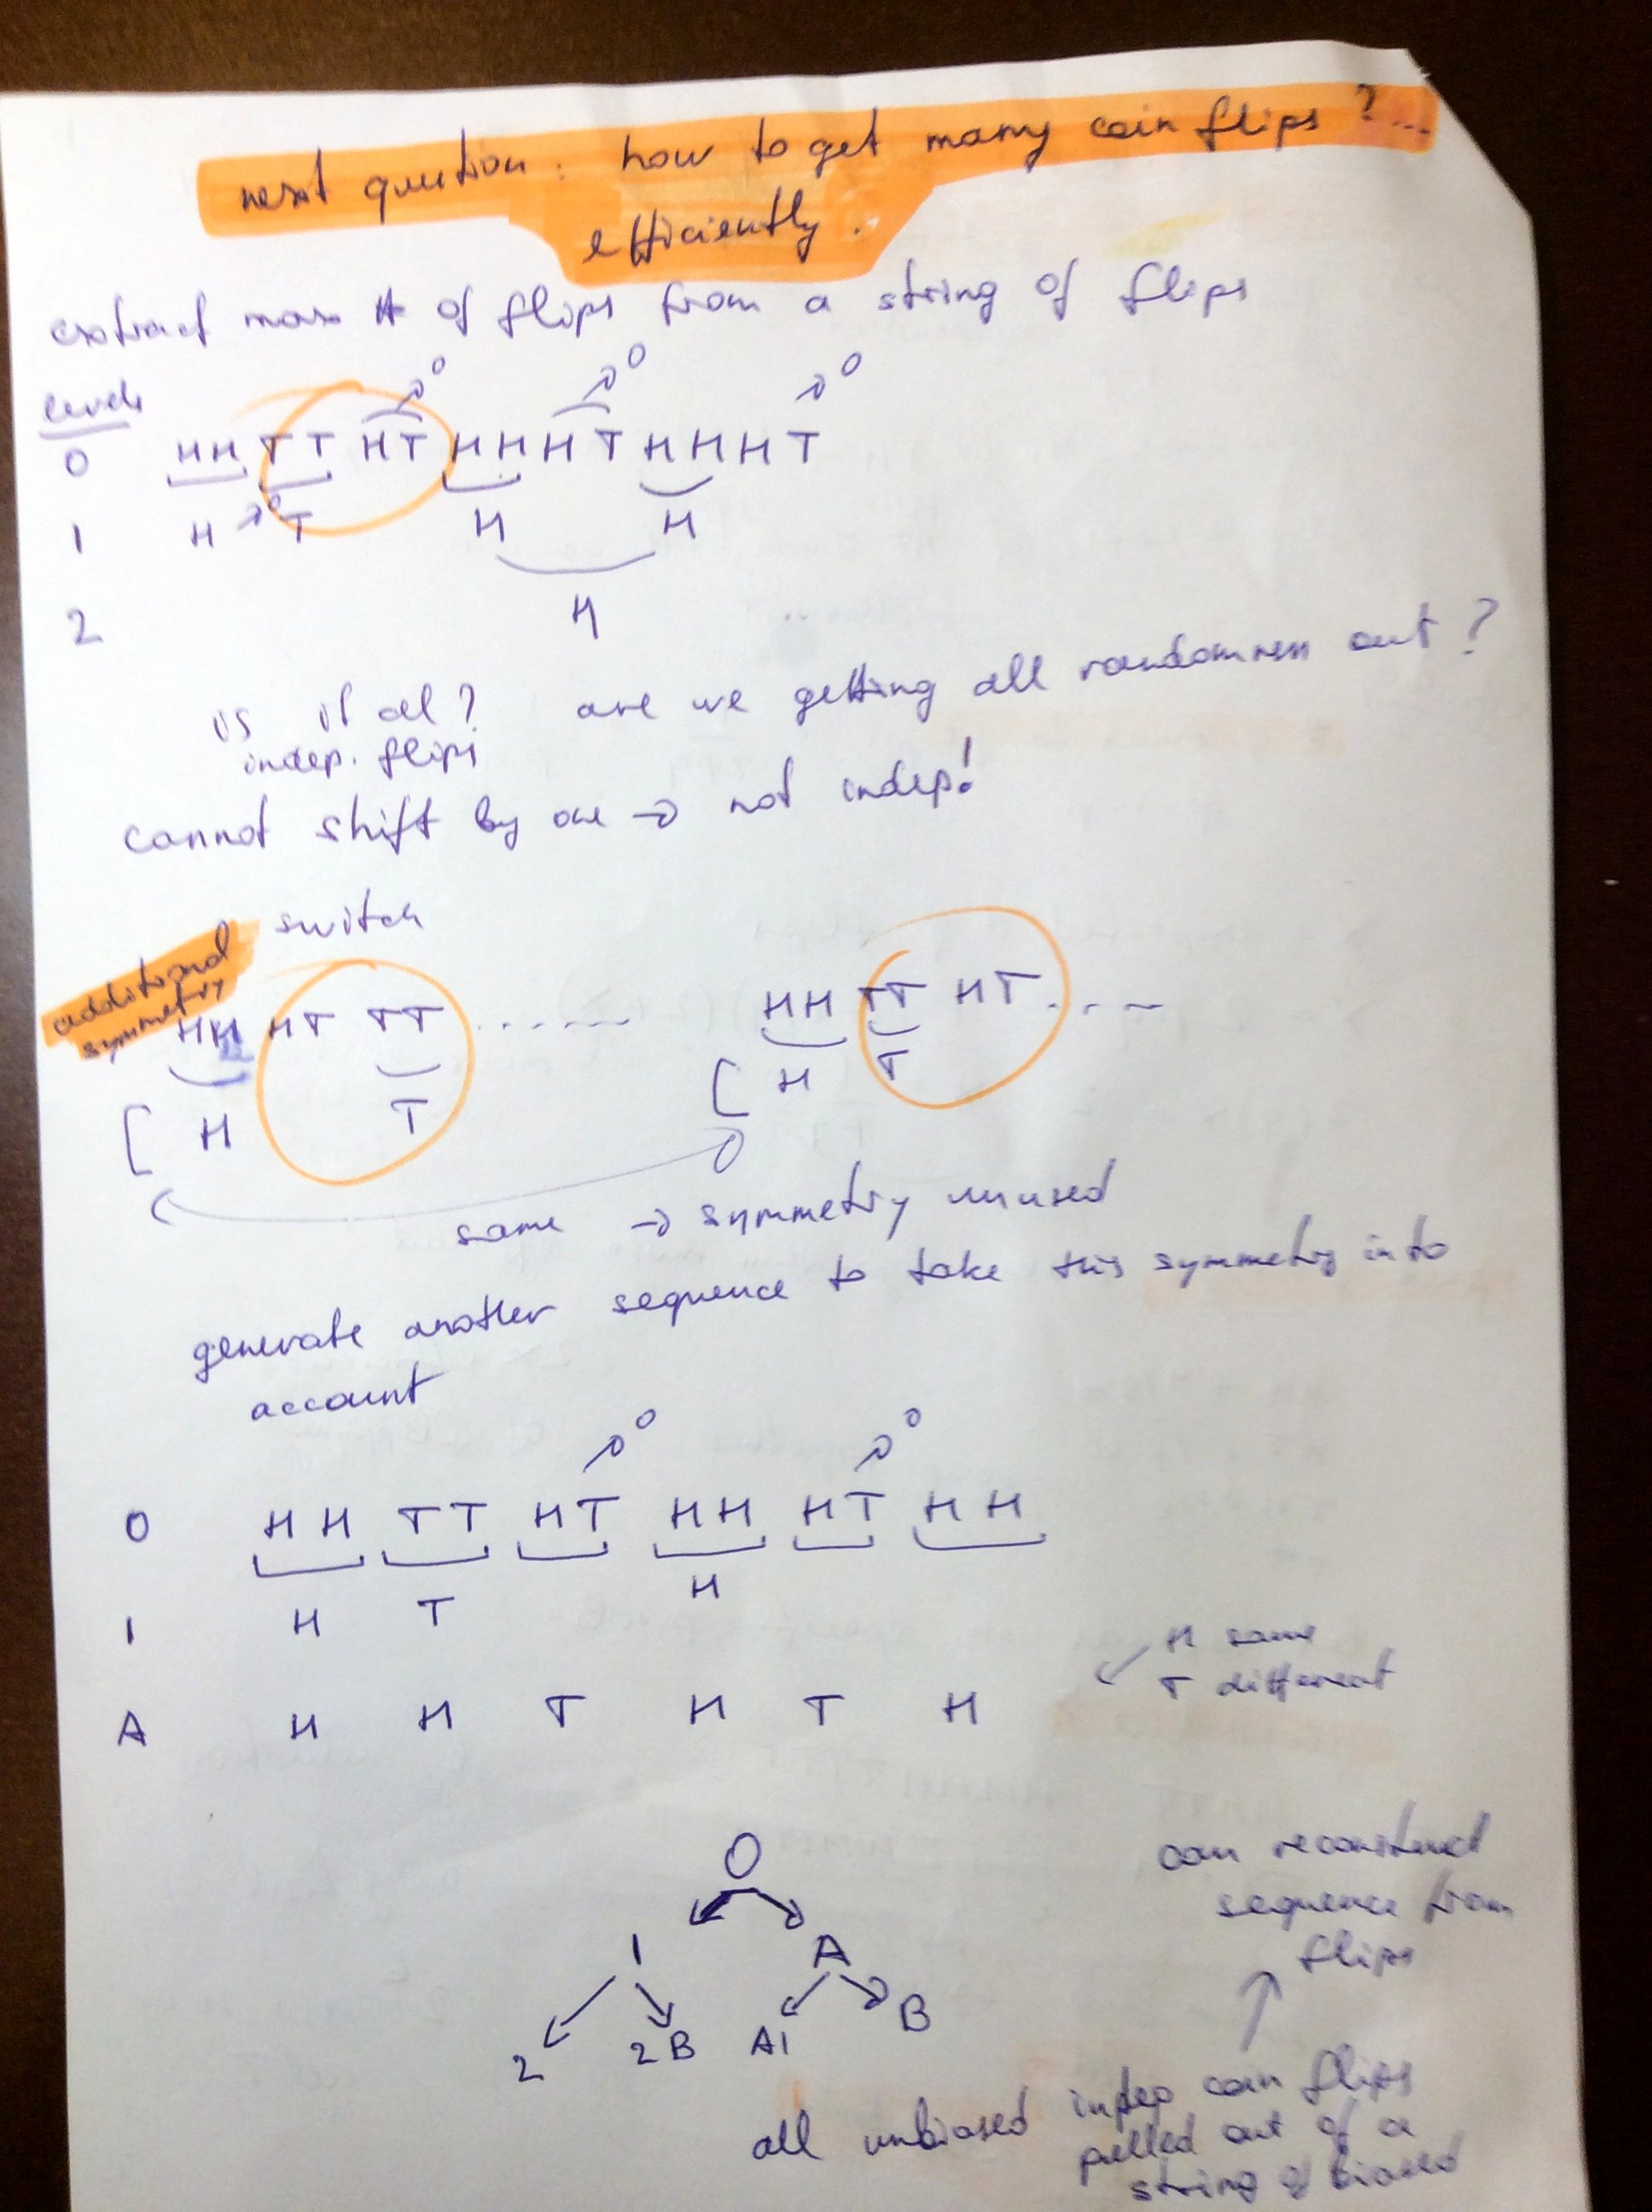 next question : how to get many coin flips ?...
efficiently .
extract max # of flips from a string of flips
levels
0 HH TT HT HH HT HH HT
0 0 0
1 H 0 T H H
2 H
is it all? are we getting all randomness out ?
indep. flips
cannot shift by one → not indep!
switch
additional
symmetry
HH HT TT ...... HH TT HT ....
H T H T
same → symmetry unused
generate another sequence to take this symmetry into
account
0 0
0 HH TT HT HH HT HH
1 H T H
A H H T H T H
H same
T different
0
1 A
2 2B A1 B
can reconstruct
sequence from
flips
all unbiased indep coin flips
pulled out of a
string of biased